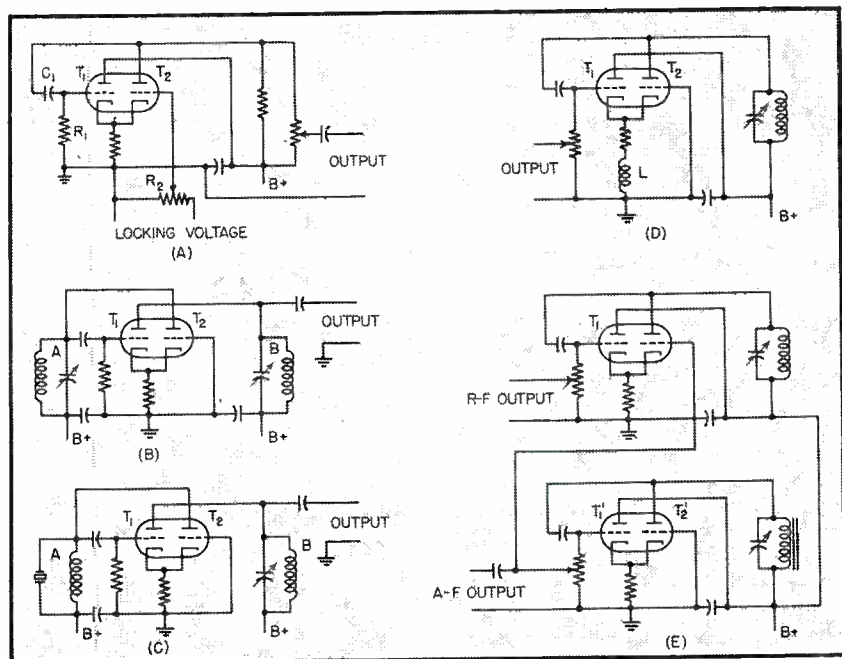 C1 T1 T2
R1
OUTPUT
R2
B+
LOCKING VOLTAGE
(A)
T1 T2
A
B
OUTPUT
B+
B+
(B)
T1 T2
A
B
OUTPUT
B+
B+
(C)
T1 T2
OUTPUT
L
B+
(D)
T1
R-F OUTPUT
T1' T2'
A-F OUTPUT
B+
(E)